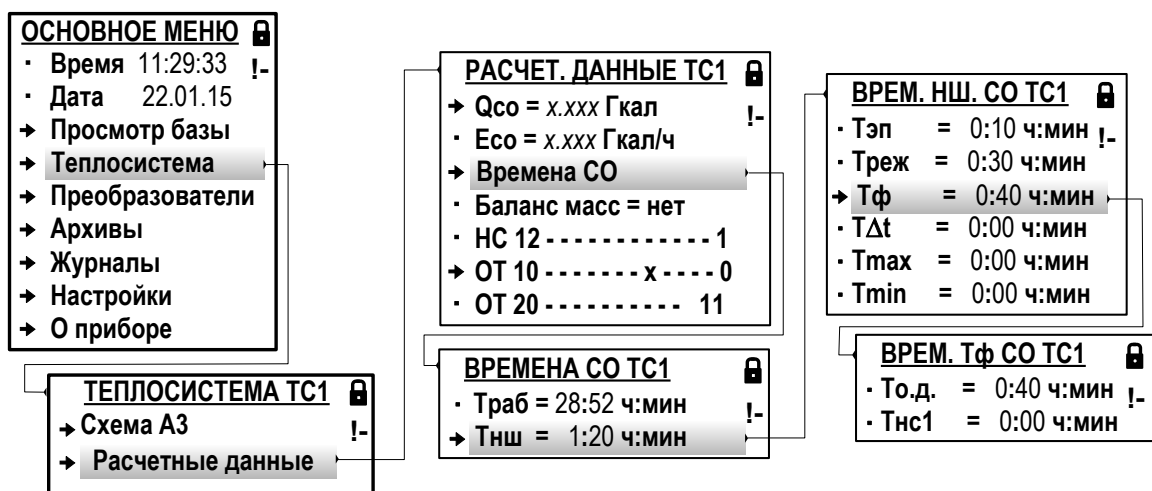 ОСНОВНОЕ МЕНЮ
· Время 11:29:33 !-
· Дата 22.01.15
→ Просмотр базы
→ Теплосистема
→ Преобразователи
→ Архивы
→ Журналы
→ Настройки
→ О приборе
ТЕПЛОСИСТЕМА ТС1
→ Схема А3 !-
→ Расчетные данные
РАСЧЕТ. ДАННЫЕ ТС1
→ Qсо = x.xxx Гкал !-
· Есо = x.xxx Гкал/ч
→ Времена СО
· Баланс масс = нет
· НС 12 - - - - - - - - - - - - 1
→ ОТ 10 - - - - - - - x - - - - 0
· ОТ 20 - - - - - - - - - - 11
ВРЕМЕНА СО ТС1
· Траб = 28:52 ч:мин !-
→ Тнш = 1:20 ч:мин
ВРЕМ. НШ. СО ТС1
· Тэп = 0:10 ч:мин !-
· Треж = 0:30 ч:мин
→ Тф = 0:40 ч:мин
· ТΔt = 0:00 ч:мин
· Tmax = 0:00 ч:мин
· Tmin = 0:00 ч:мин
ВРЕМ. Тф СО ТС1
· То.д. = 0:40 ч:мин !-
· Тнс1 = 0:00 ч:мин